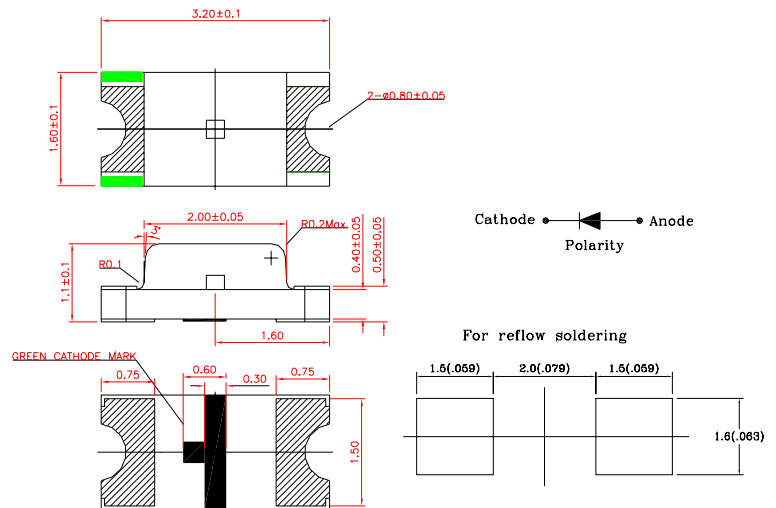 3.20±0.1
1.60±0.1
2-ø0.80±0.05
2.00±0.05
R0.2Max.
3°
R0.1
1.1±0.1
0.40±0.05
0.50±0.05
1.60
Cathode
Anode
Polarity
For reflow soldering
GREEN CATHODE MARK
0.75
0.60
0.30
0.75
1.50
1.5(.059)
2.0(.079)
1.5(.059)
1.6(.063)